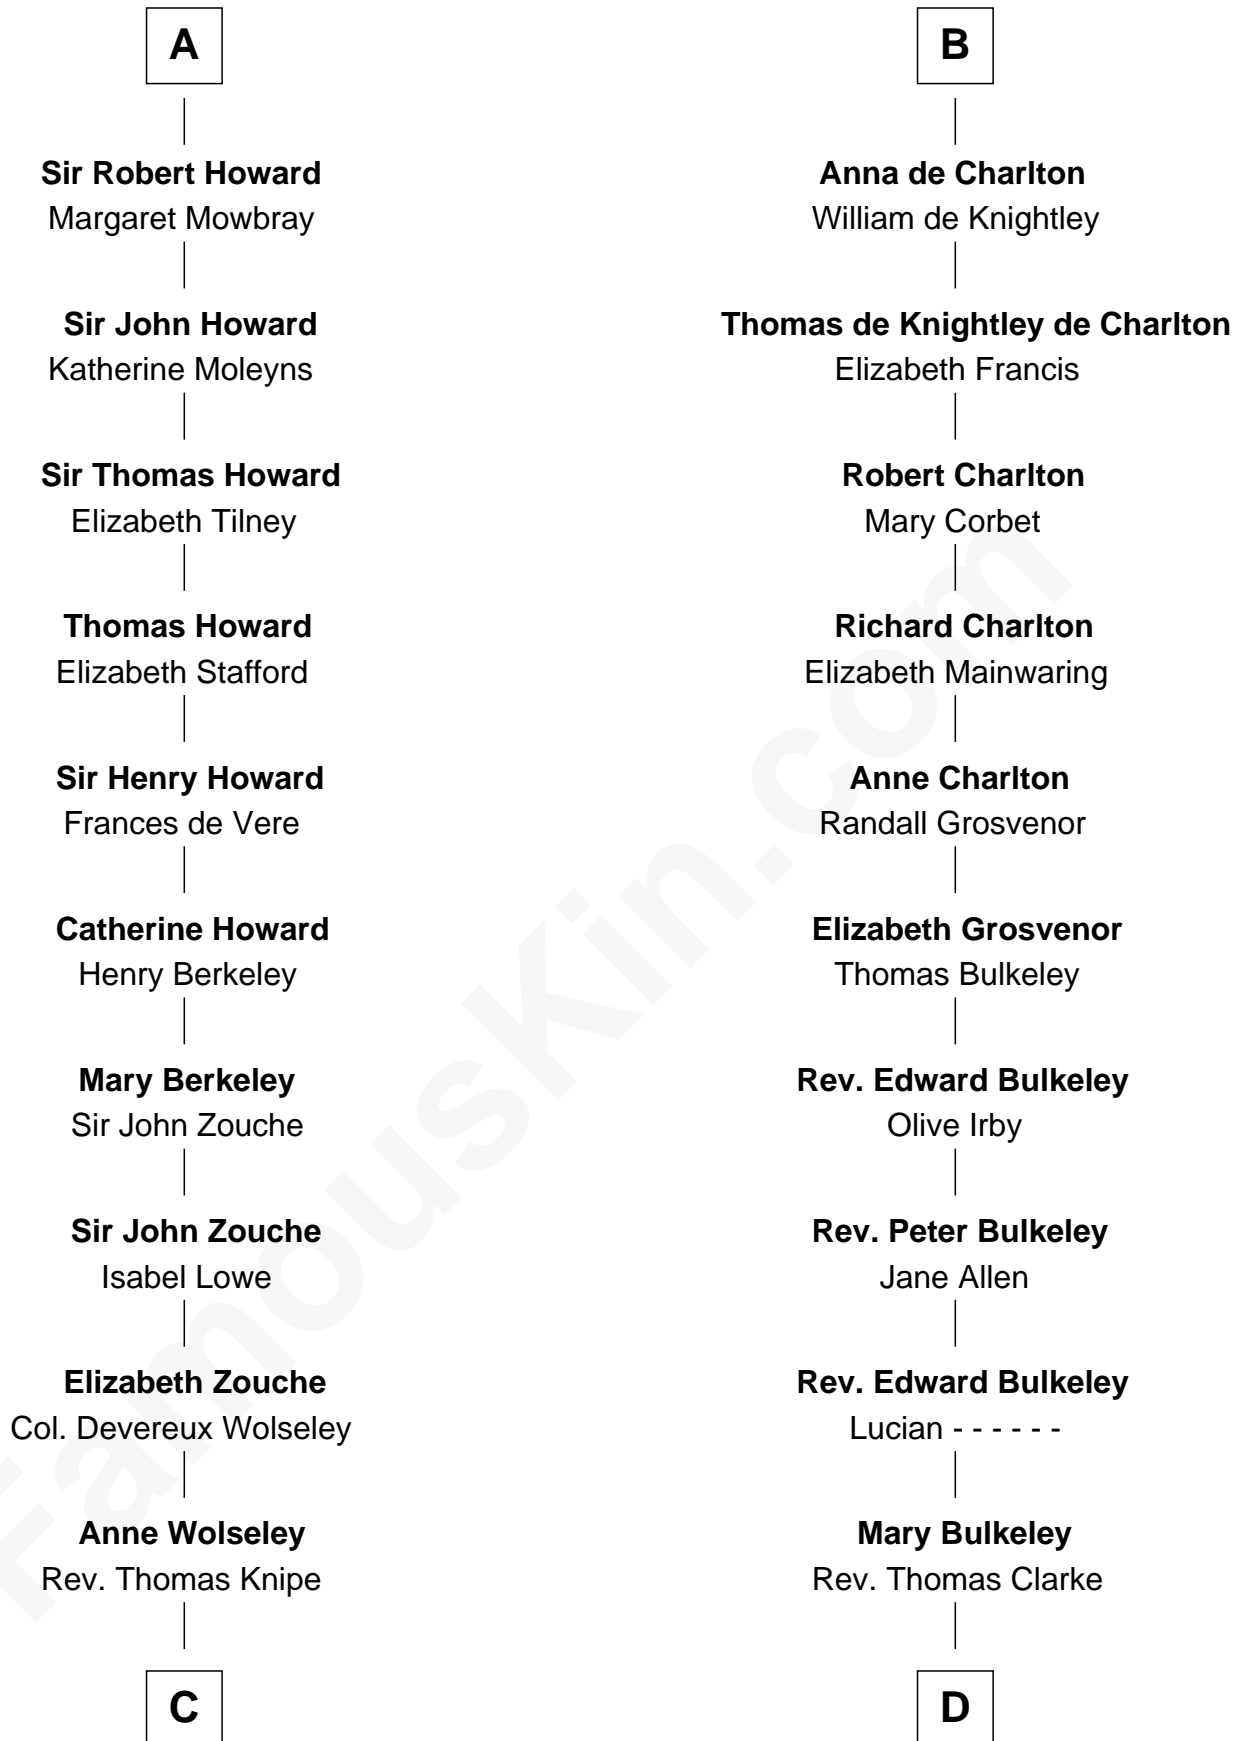 A
Sir Robert Howard
Margaret Mowbray
Sir John Howard
Katherine Moleyns
Sir Thomas Howard
Elizabeth Tilney
Thomas Howard
Elizabeth Stafford
Sir Henry Howard
Frances de Vere
Catherine Howard
Henry Berkeley
Mary Berkeley
Sir John Zouche
Sir John Zouche
Isabel Lowe
Elizabeth Zouche
Col. Devereux Wolseley
Anne Wolseley
Rev. Thomas Knipe
C
B
Anna de Charlton
William de Knightley
Thomas de Knightley de Charlton
Elizabeth Francis
Robert Charlton
Mary Corbet
Richard Charlton
Elizabeth Mainwaring
Anne Charlton
Randall Grosvenor
Elizabeth Grosvenor
Thomas Bulkeley
Rev. Edward Bulkeley
Olive Irby
Rev. Peter Bulkeley
Jane Allen
Rev. Edward Bulkeley
Lucian - - - - - -
Mary Bulkeley
Rev. Thomas Clarke
D
FamousKin.com